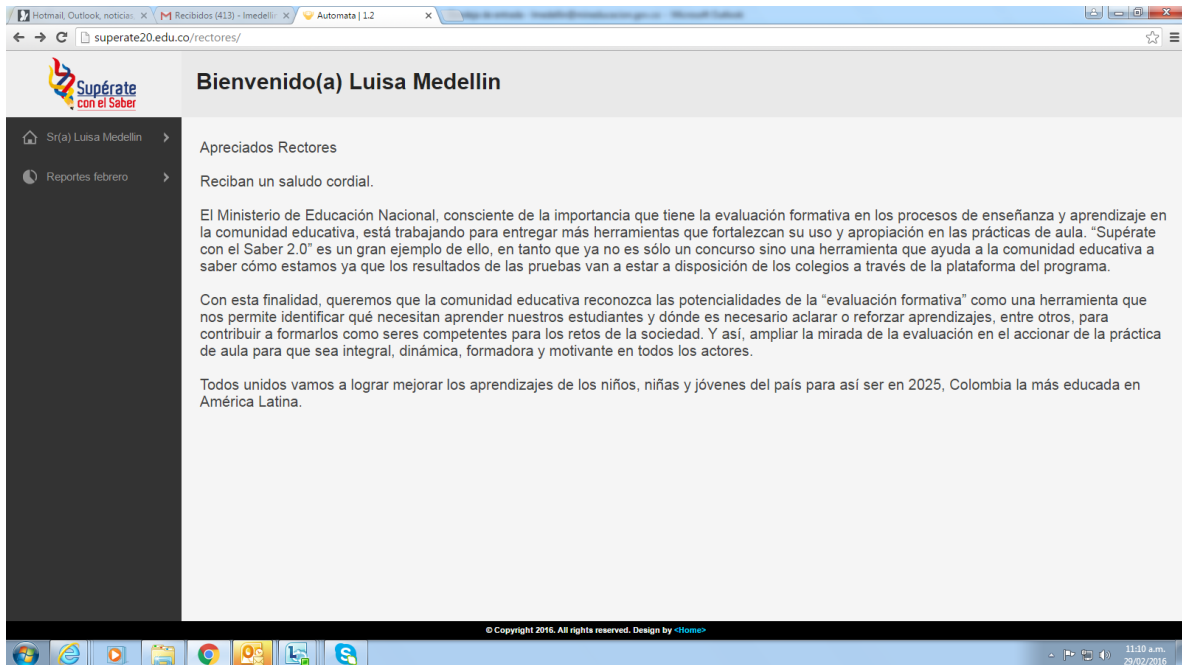 Hotmail, Outlook, noticias,
Recibidos (413) - lmedellin
Automata | 1.2
superate20.edu.co/rectores/
Supérate
con el Saber
Bienvenido(a) Luisa Medellin
Sr(a) Luisa Medellin
Reportes febrero
Apreciados Rectores
Reciban un saludo cordial.
El Ministerio de Educación Nacional, consciente de la importancia que tiene la evaluación formativa en los procesos de enseñanza y aprendizaje en
la comunidad educativa, está trabajando para entregar más herramientas que fortalezcan su uso y apropiación en las prácticas de aula. “Supérate
con el Saber 2.0” es un gran ejemplo de ello, en tanto que ya no es sólo un concurso sino una herramienta que ayuda a la comunidad educativa a
saber cómo estamos ya que los resultados de las pruebas van a estar a disposición de los colegios a través de la plataforma del programa.
Con esta finalidad, queremos que la comunidad educativa reconozca las potencialidades de la “evaluación formativa” como una herramienta que
nos permite identificar qué necesitan aprender nuestros estudiantes y dónde es necesario aclarar o reforzar aprendizajes, entre otros, para
contribuir a formarlos como seres competentes para los retos de la sociedad. Y así, ampliar la mirada de la evaluación en el accionar de la práctica
de aula para que sea integral, dinámica, formadora y motivante en todos los actores.
Todos unidos vamos a lograr mejorar los aprendizajes de los niños, niñas y jóvenes del país para así ser en 2025, Colombia la más educada en
América Latina.
© Copyright 2016. All rights reserved. Design by <Home>
11:10 a.m.
29/02/2016